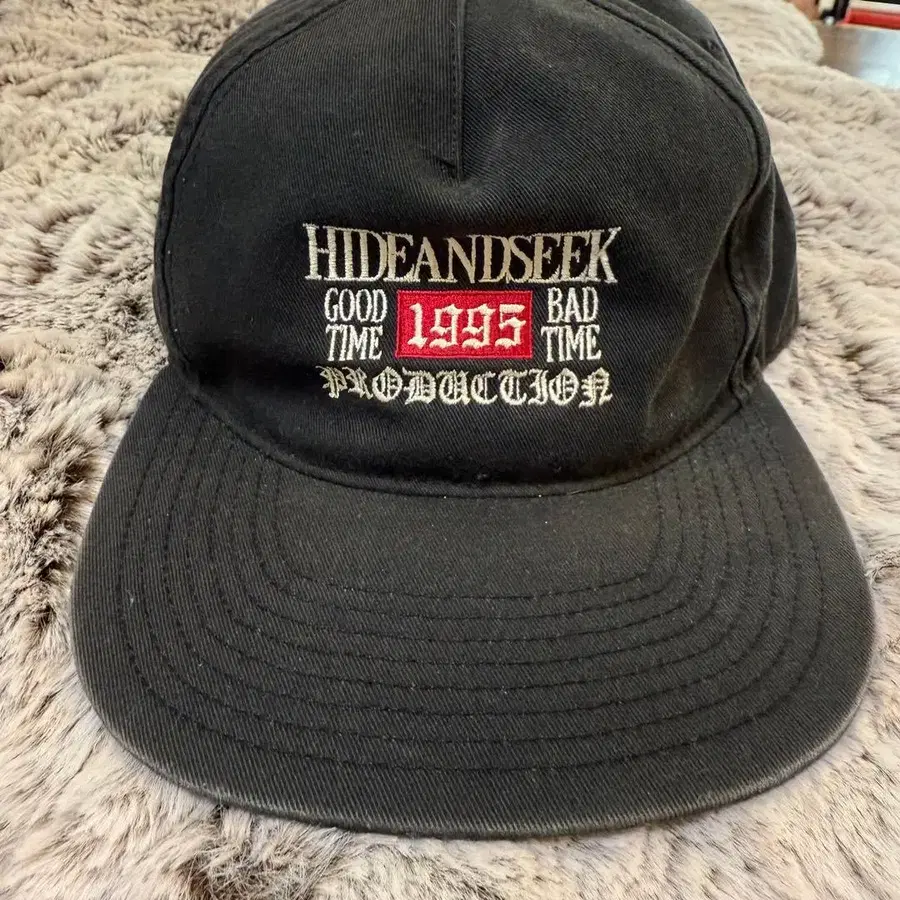 HIDEANDSEEK
GOOD TIME 1995 BAD TIME
PRODUCTION